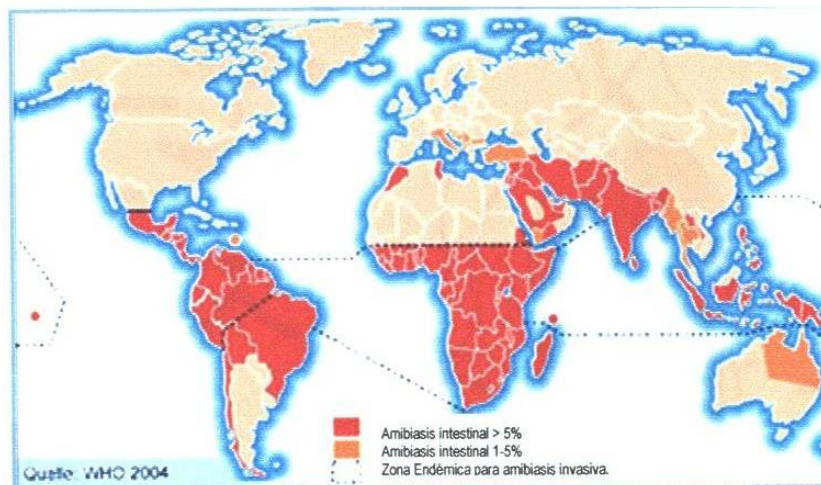 Amibiasis intestinal > 5%
Amibiasis intestinal 1-5%
Zona Endémica para amibiasis invasiva.
Quelle: WHO 2004